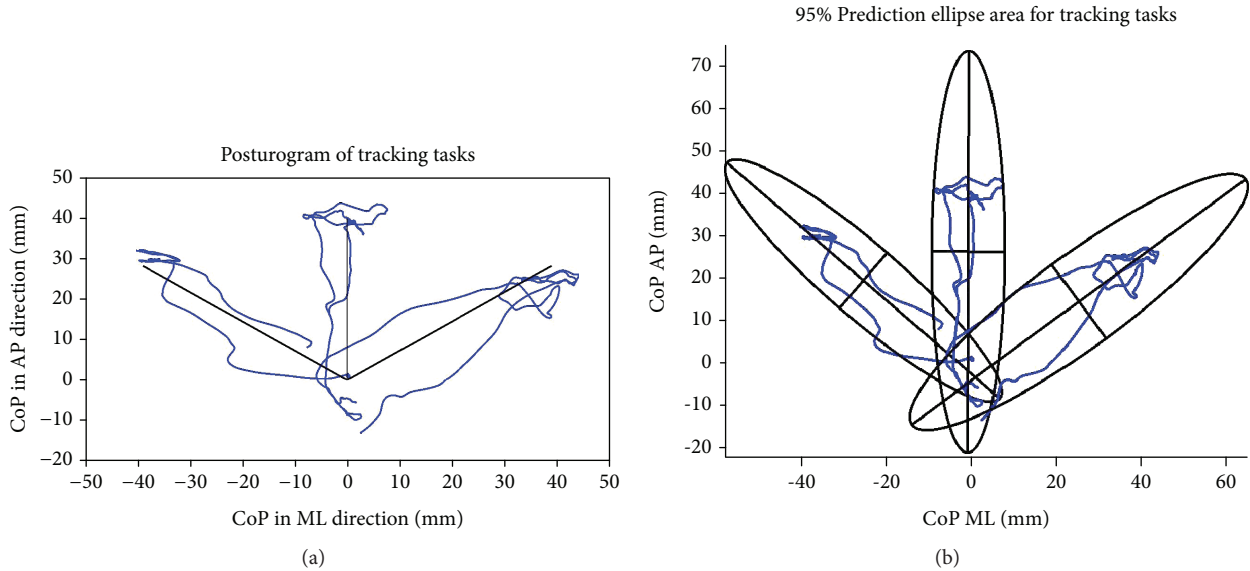 Posturogram of tracking tasks
50
40
30
20
10
0
−10
−20
CoP in AP direction (mm)
−50 −40 −30 −20 −10 0 10 20 30 40 50
CoP in ML direction (mm)
(a)
95% Prediction ellipse area for tracking tasks
70
60
50
40
30
20
10
0
-10
-20
CoP AP (mm)
-40 -20 0 20 40 60
CoP ML (mm)
(b)